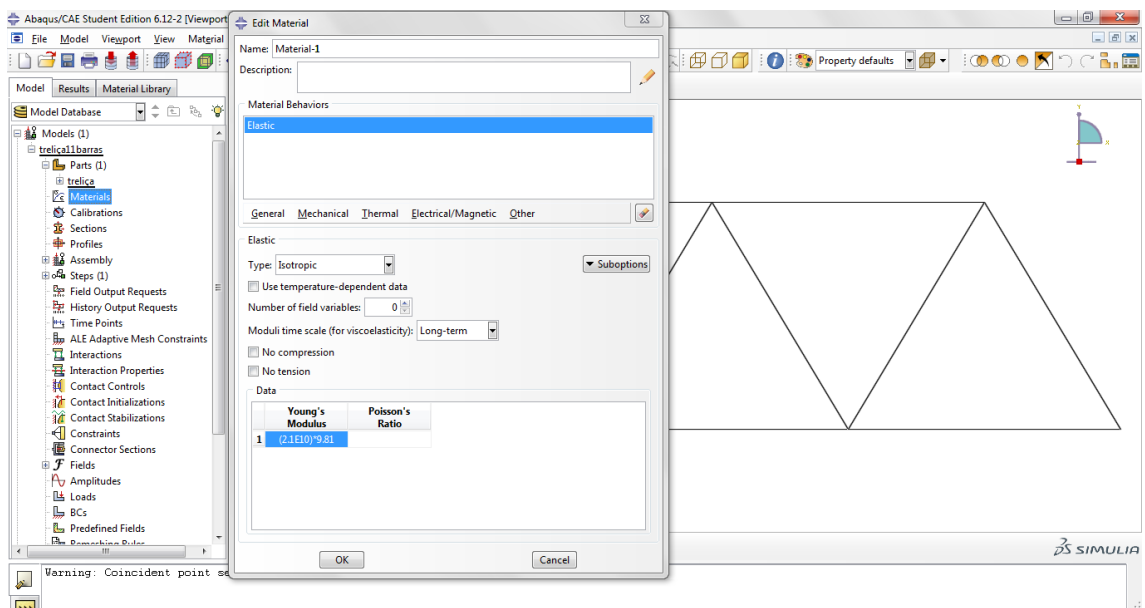 Abaqus/CAE Student Edition 6.12-2 [Viewport
File Model Viewport View Material
Property defaults
Model Results Material Library
Model Database
Models (1)
treliça11barras
Parts (1)
treliça
Materials
Calibrations
Sections
Profiles
Assembly
Steps (1)
Field Output Requests
History Output Requests
Time Points
ALE Adaptive Mesh Constraints
Interactions
Interaction Properties
Contact Controls
Contact Initializations
Contact Stabilizations
Constraints
Connector Sections
Fields
Amplitudes
Loads
BCs
Predefined Fields
Remeshing Rules
Edit Material
Name: Material-1
Description:
Material Behaviors
Elastic
General Mechanical Thermal Electrical/Magnetic Other
Elastic
Type: Isotropic
Suboptions
Use temperature-dependent data
Number of field variables: 0
Moduli time scale (for viscoelasticity): Long-term
No compression
No tension
Data
Young's Modulus Poisson's Ratio
1 (2.1E10)*9.81
OK Cancel
Y
X
SIMULIA
Warning: Coincident point se